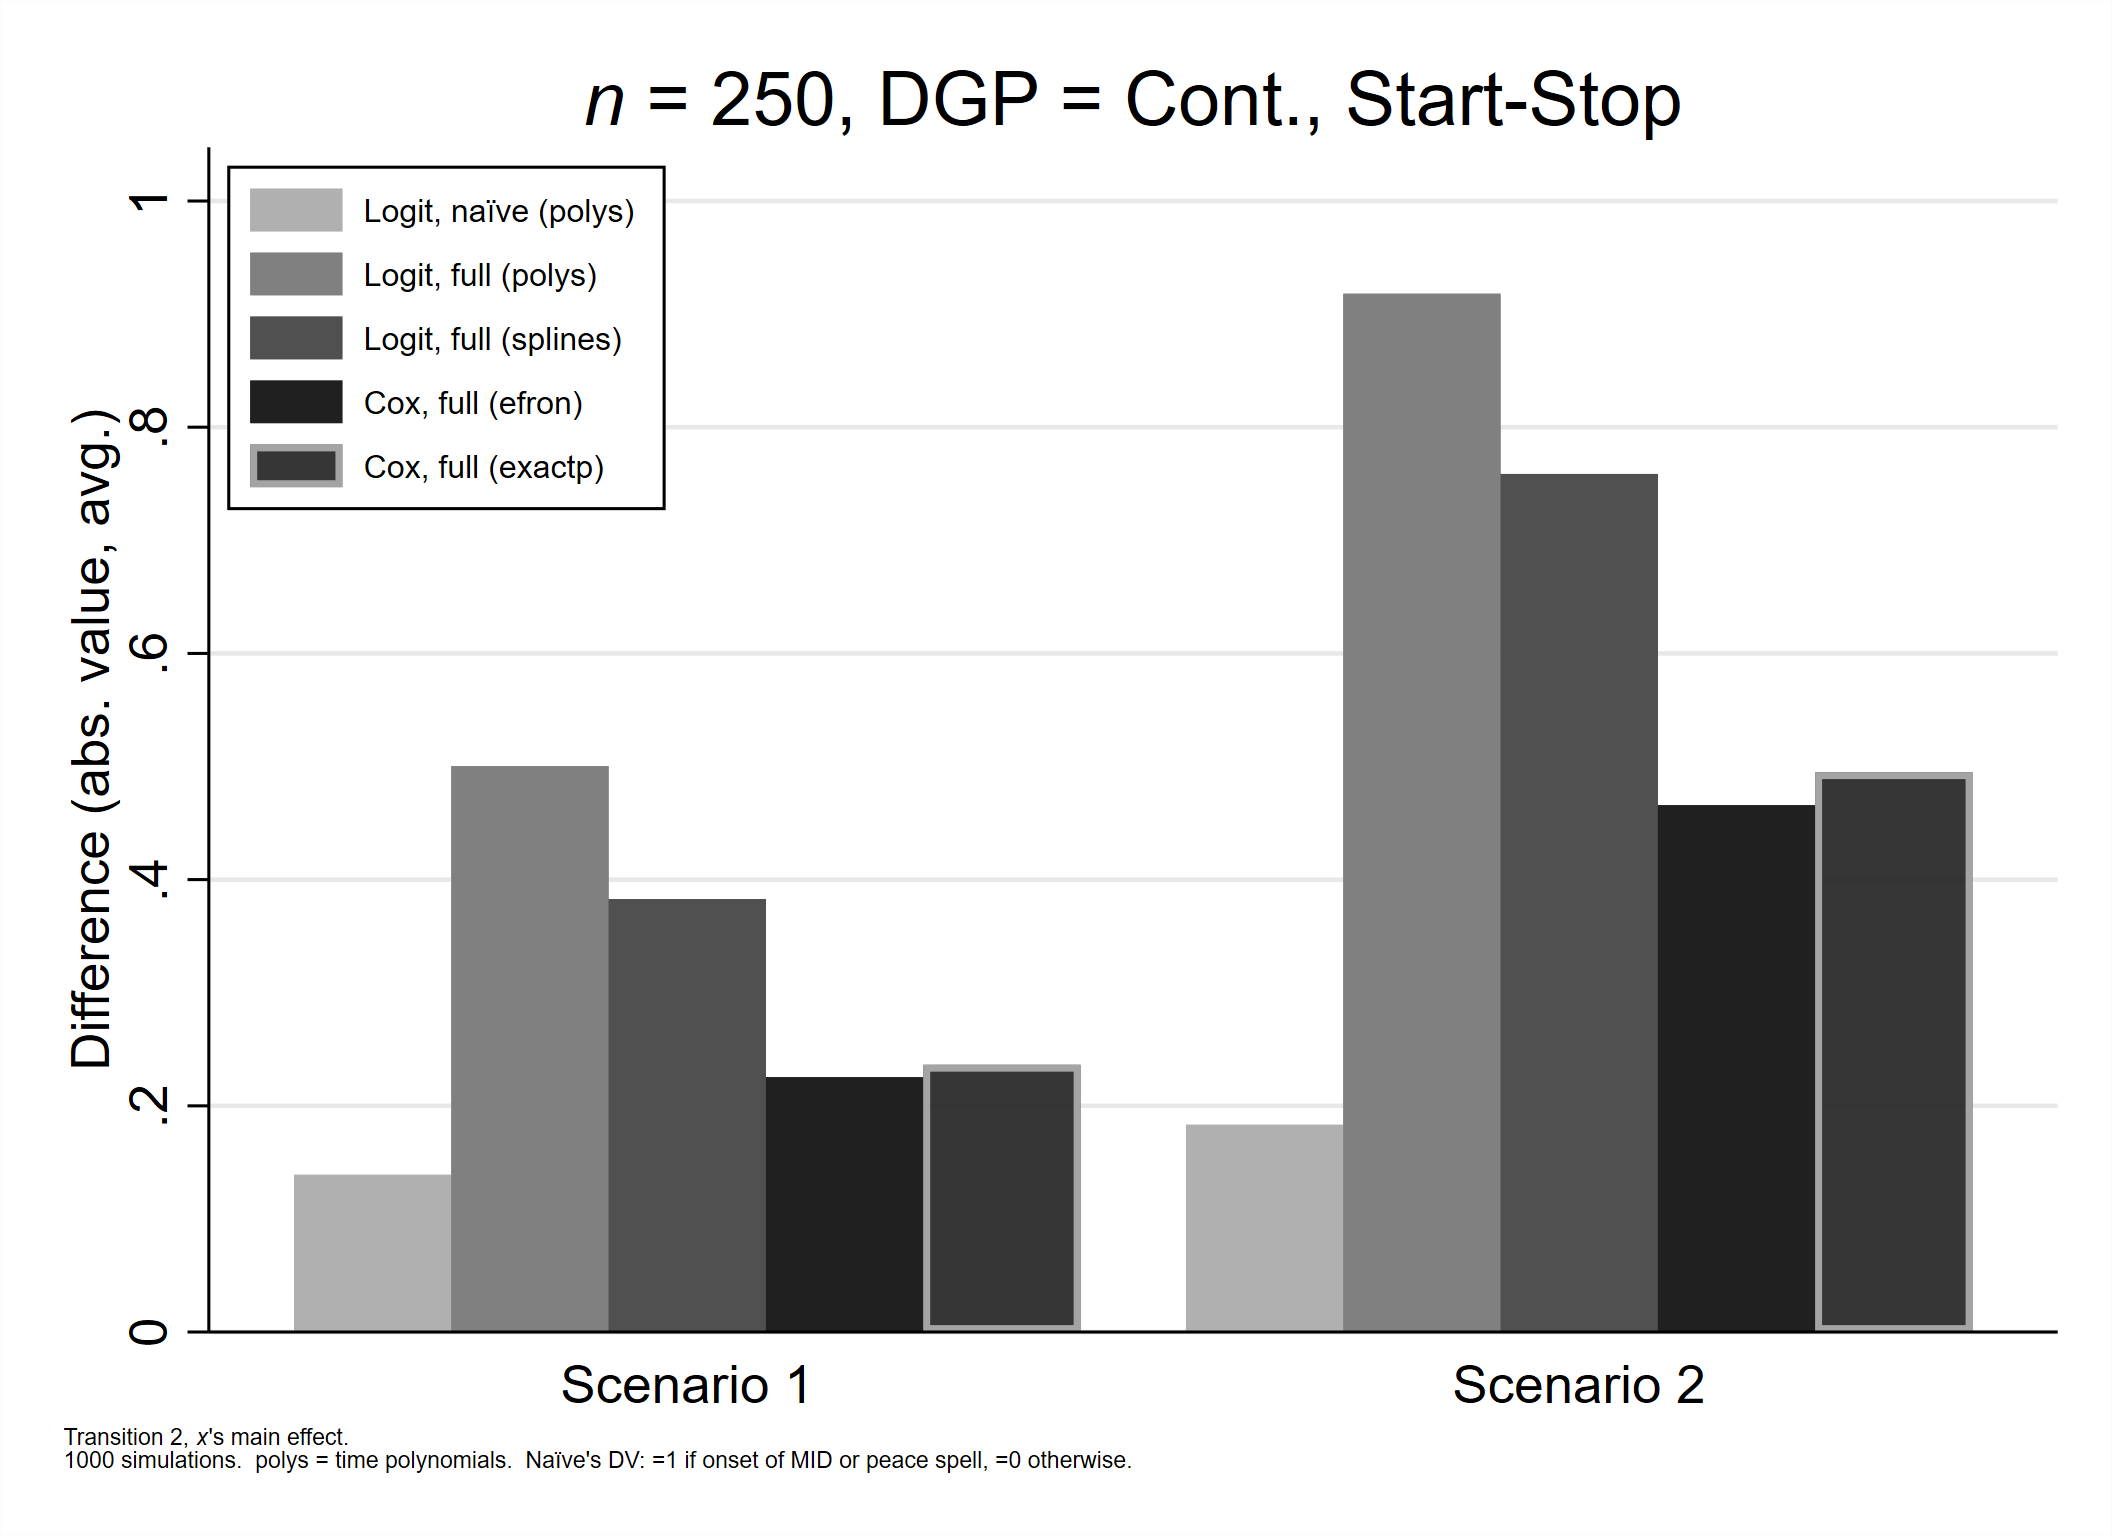 n = 250, DGP = Cont., Start-Stop
Logit, naïve (polys)
Logit, full (polys)
Logit, full (splines)
Cox, full (efron)
Cox, full (exactp)
Difference (abs. value, avg.)
1
.8
.6
.4
.2
0
Scenario 1
Scenario 2
Transition 2, x's main effect.
1000 simulations.  polys = time polynomials.  Naïve's DV: =1 if onset of MID or peace spell, =0 otherwise.